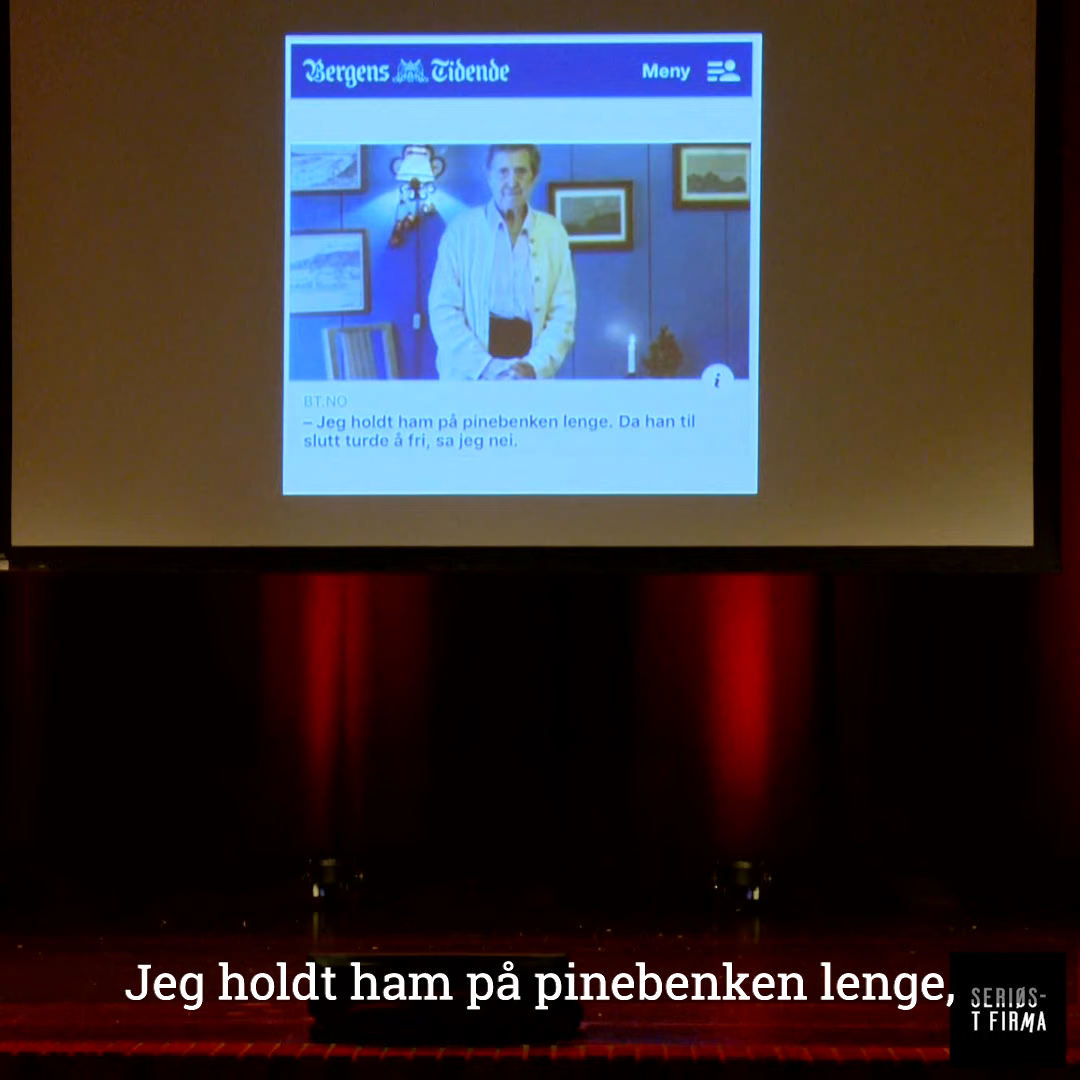 Bergens Tidende
Meny
i
BT.NO
– Jeg holdt ham på pinebenken lenge. Da han til
slutt turde å fri, sa jeg nei.
Jeg holdt ham på pinebenken lenge,
SERIØS-
T FIRMA